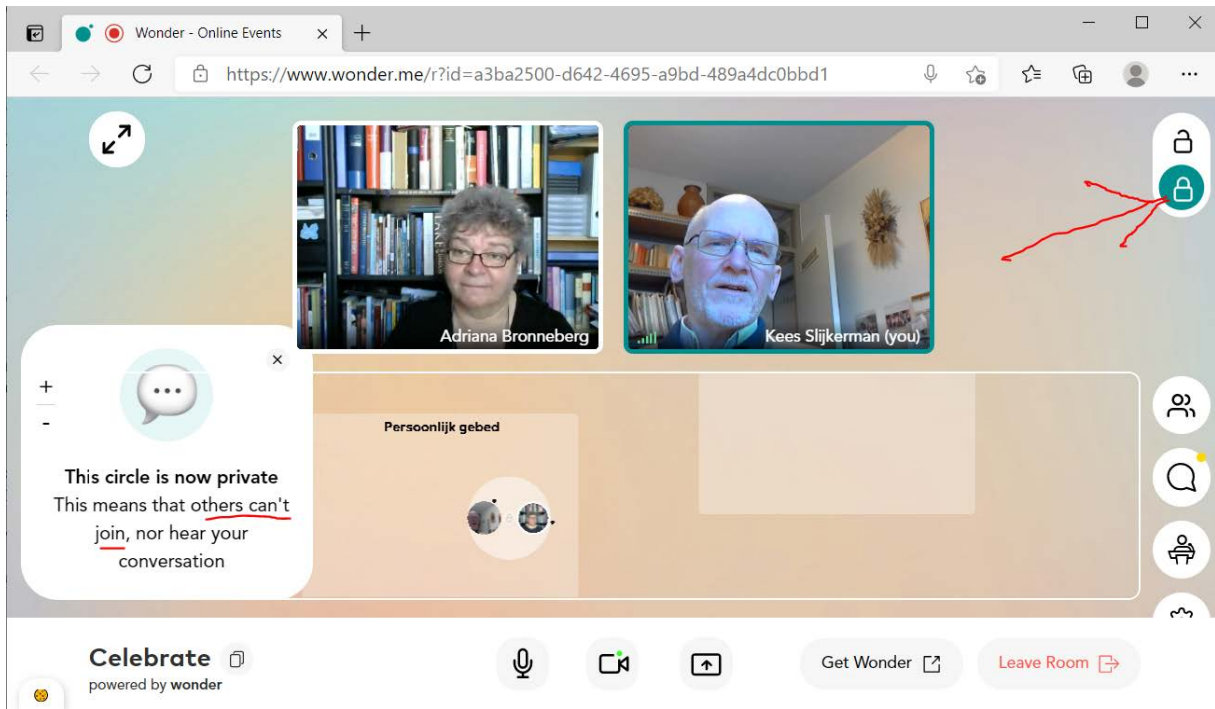 Wonder - Online Events
https://www.wonder.me/r?id=a3ba2500-d642-4695-a9bd-489a4dc0bbd1
Adriana Bronneberg
Kees Slijkerman (you)
+
-
This circle is now private
This means that others can't
join, nor hear your
conversation
Persoonlijk gebed
Celebrate
powered by wonder
Get Wonder
Leave Room